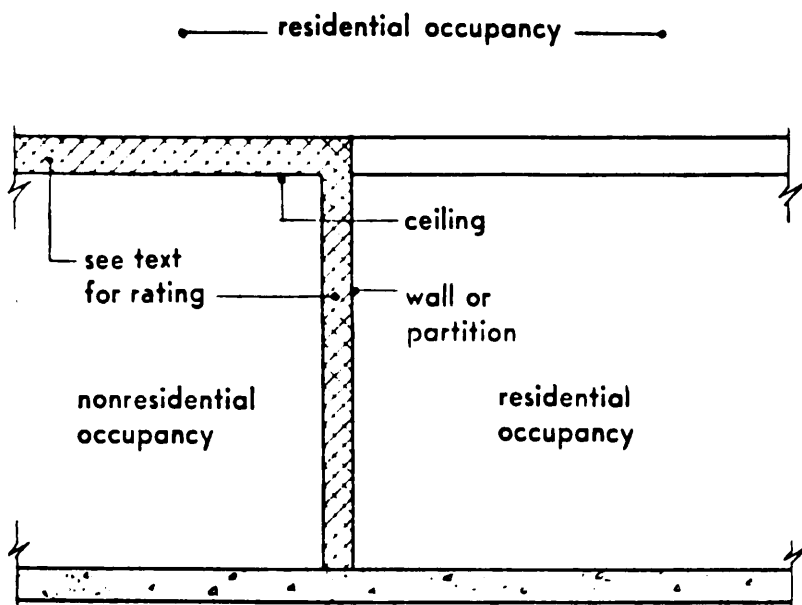 residential occupancy
ceiling
see text
for rating
wall or
partition
nonresidential
occupancy
residential
occupancy